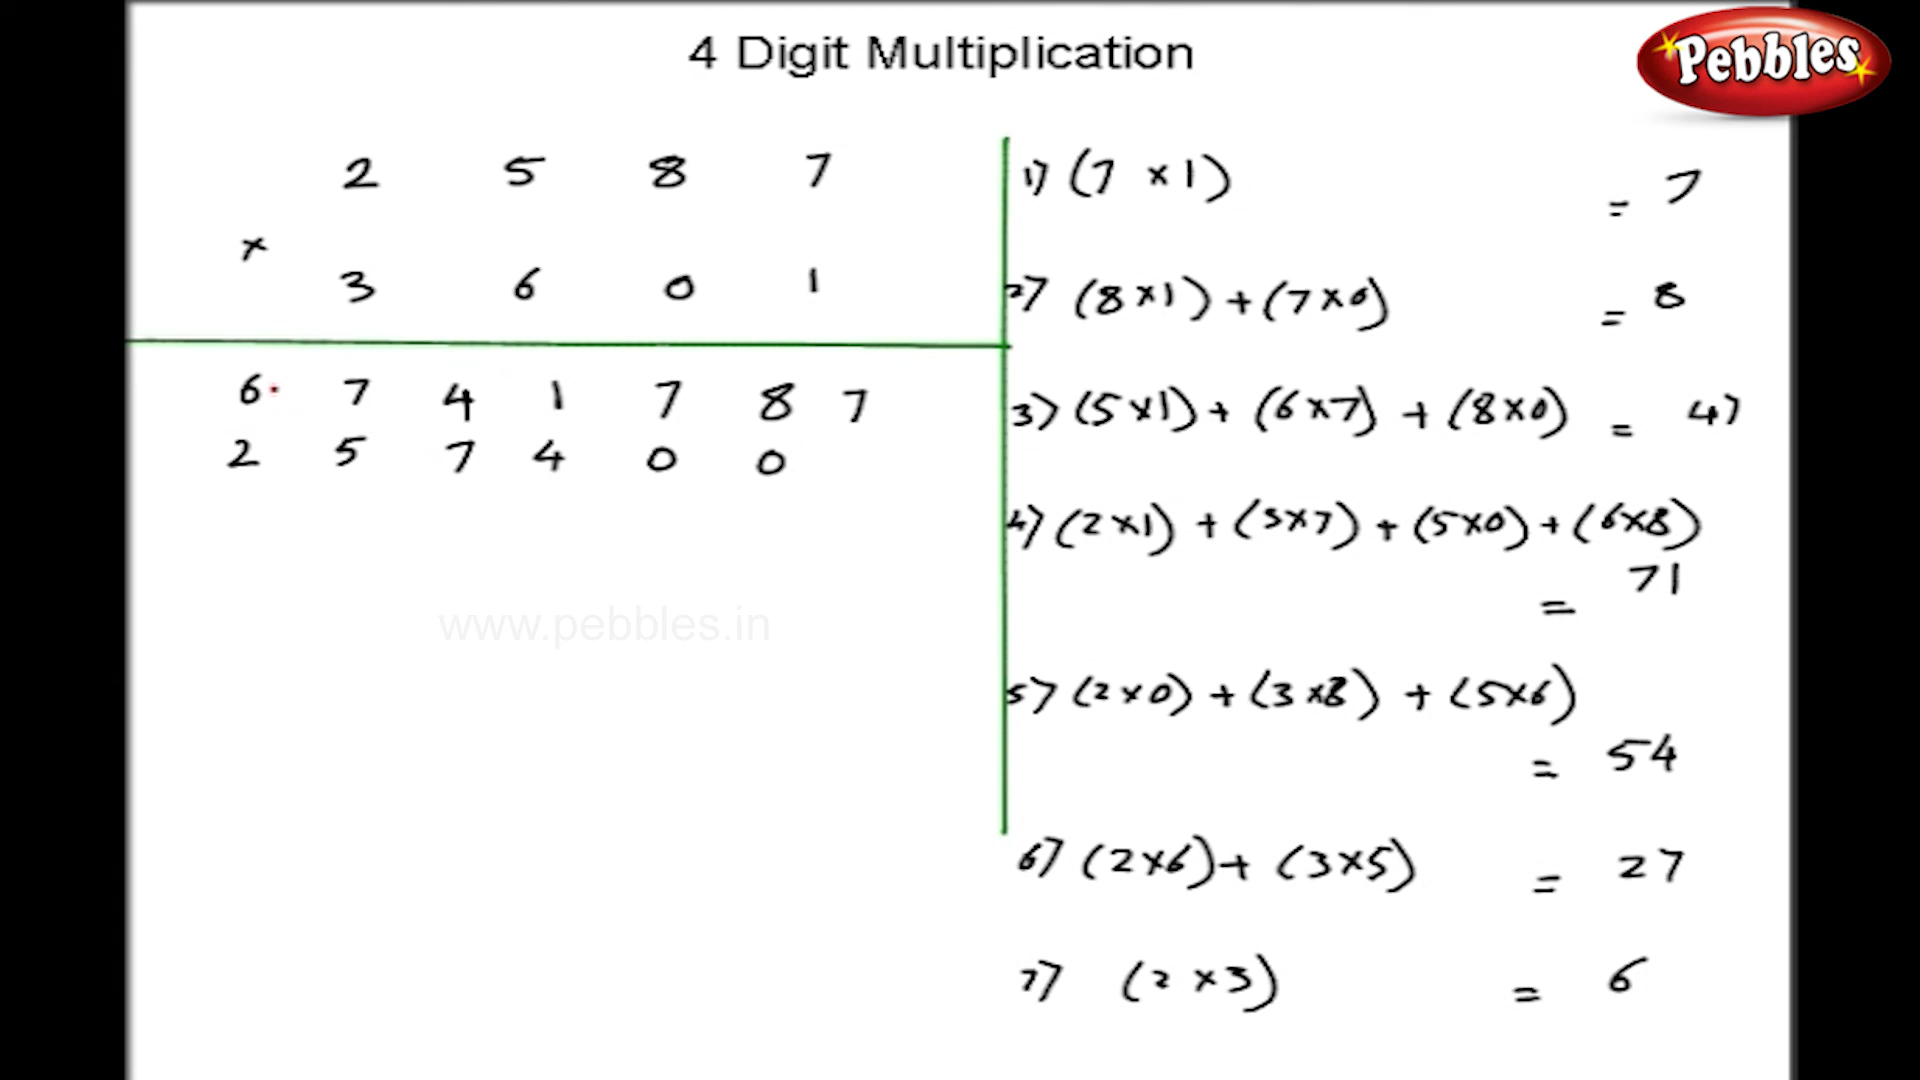 4 Digit Multiplication
Pebbles
2 5 8 7
×
3 6 0 1
6 7 4 1 7 8 7
2 5 7 4 0 0
1) (7 × 1) = 7
2) (8 × 1) + (7 × 0) = 8
3) (5 × 1) + (6 × 7) + (8 × 0) = 47
4) (2 × 1) + (3 × 7) + (5 × 0) + (6 × 8)
= 71
5) (2 × 0) + (3 × 8) + (5 × 6)
= 54
6) (2 × 6) + (3 × 5) = 27
7) (2 × 3) = 6
www.pebbles.in